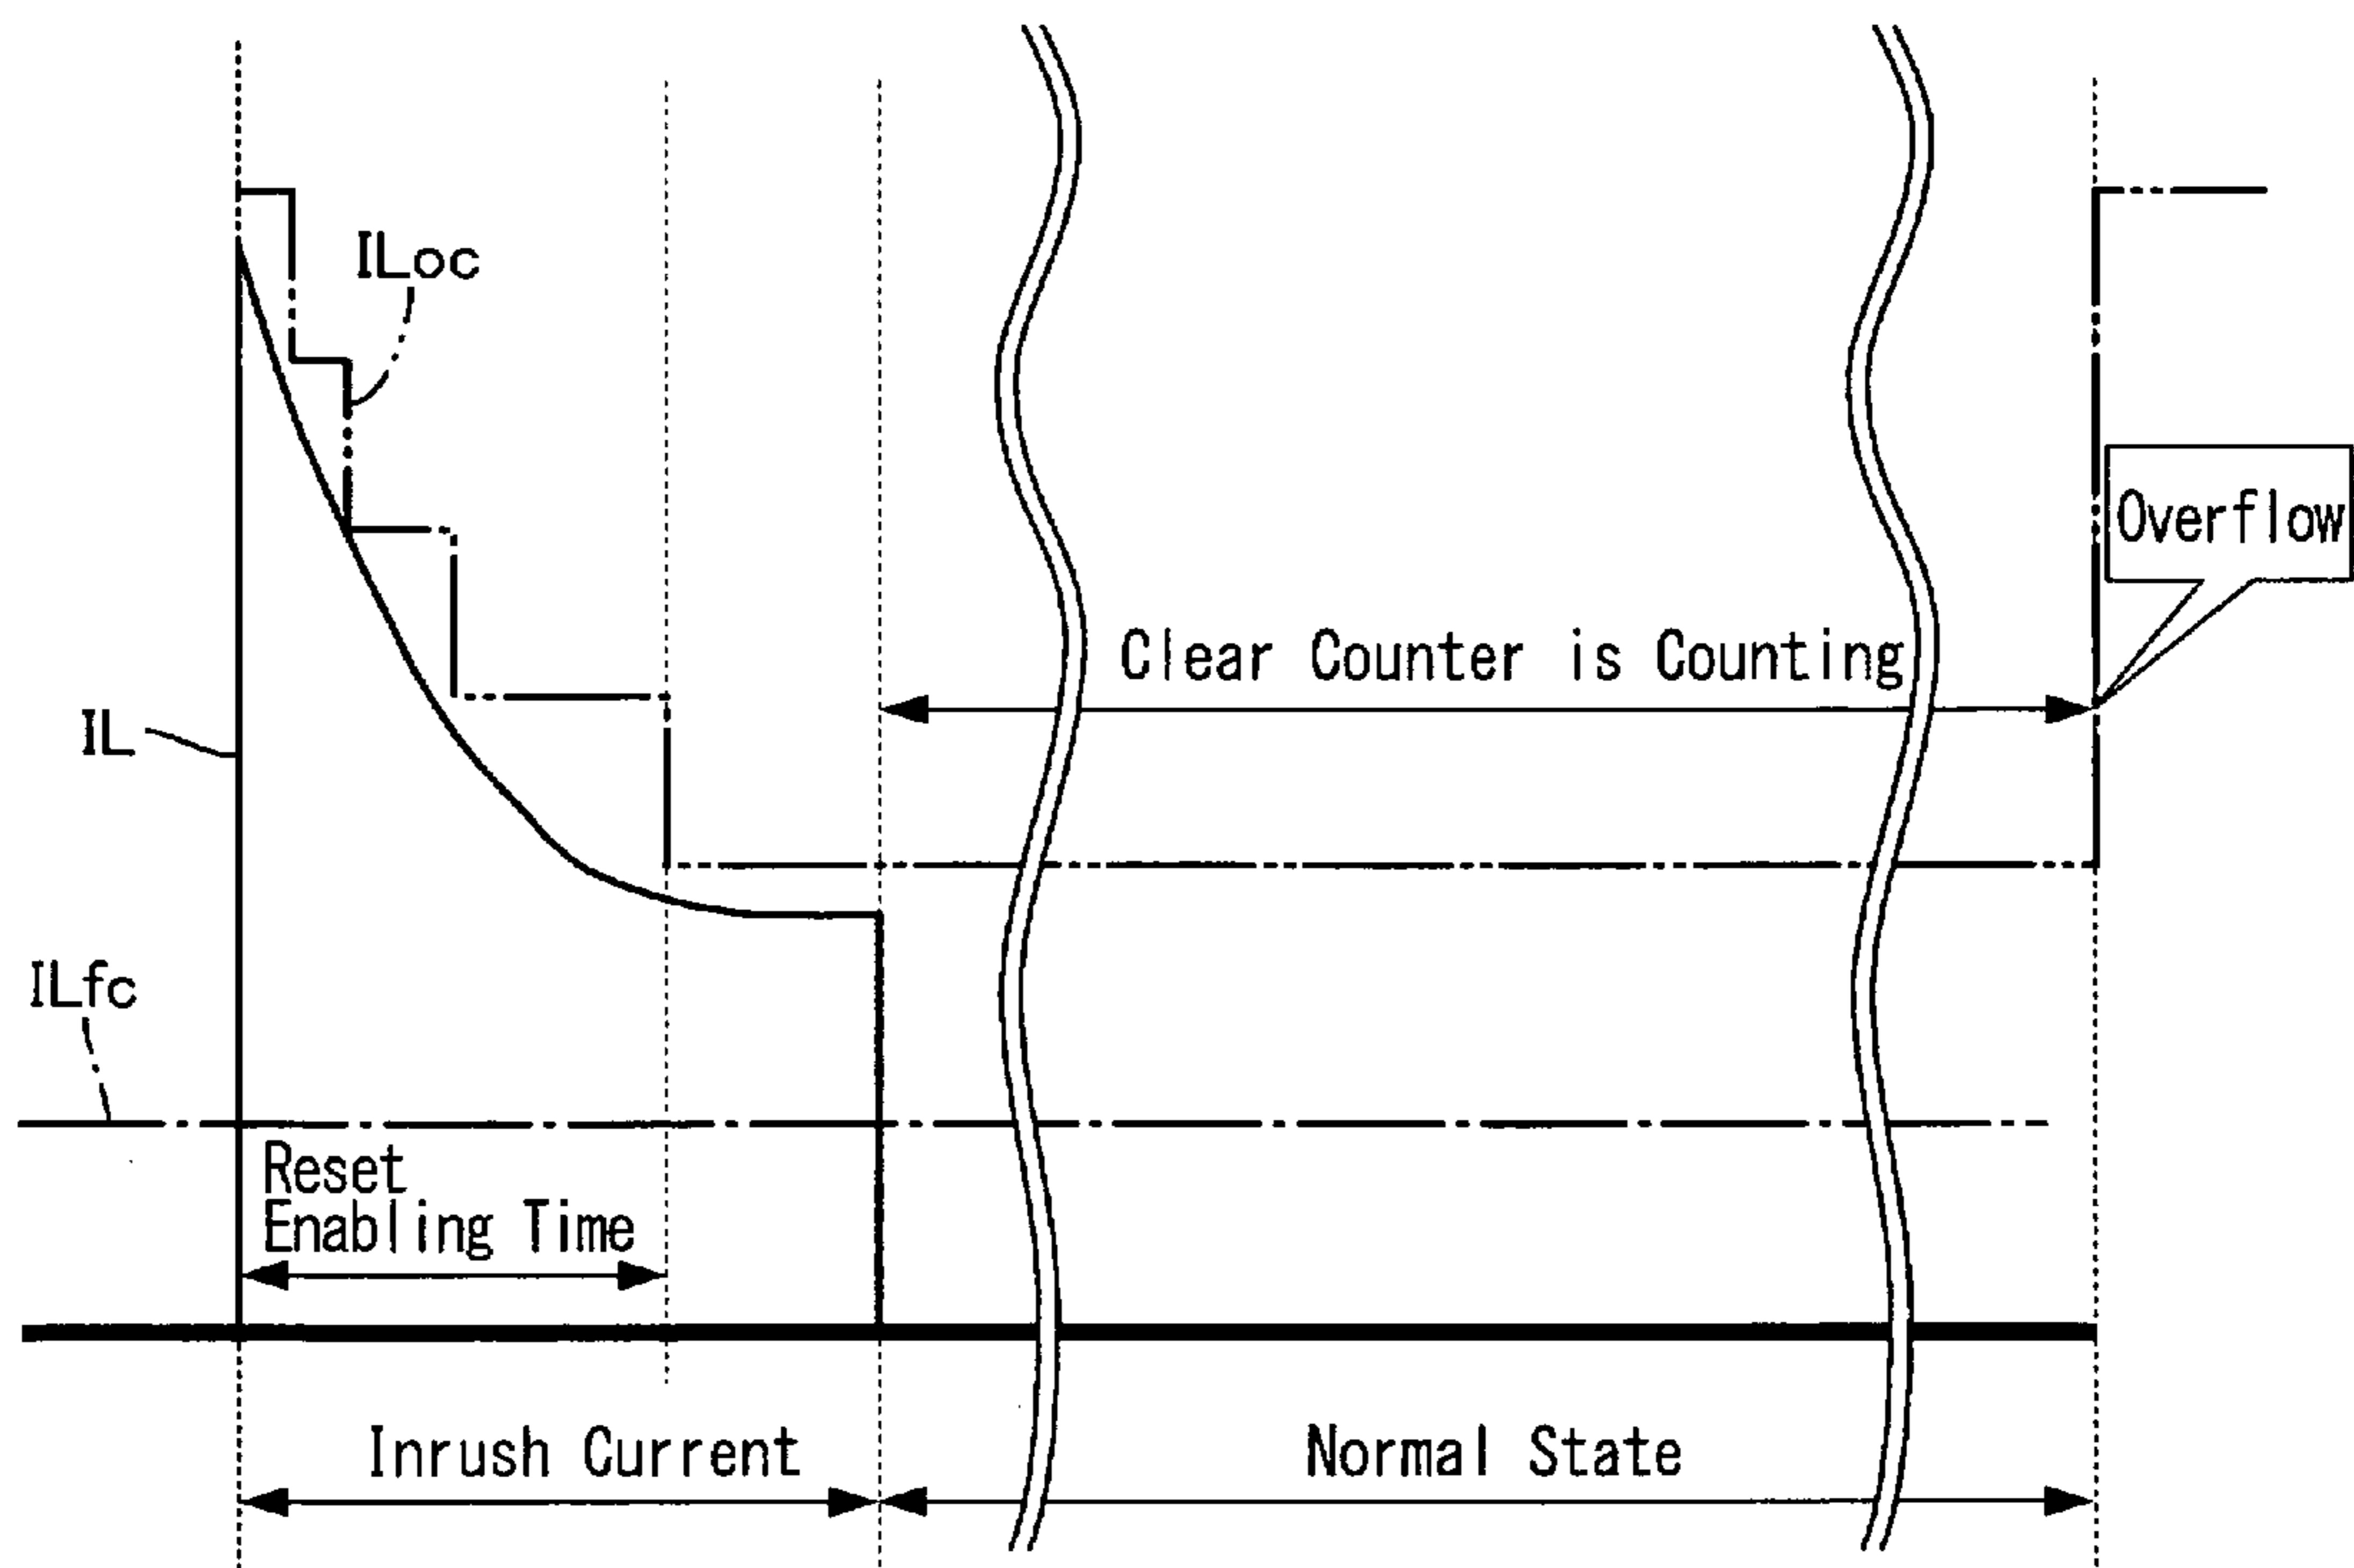 ILoc
Overflow
Clear Counter is Counting
IL
ILfc
Reset
Enabling Time
Inrush Current
Normal State